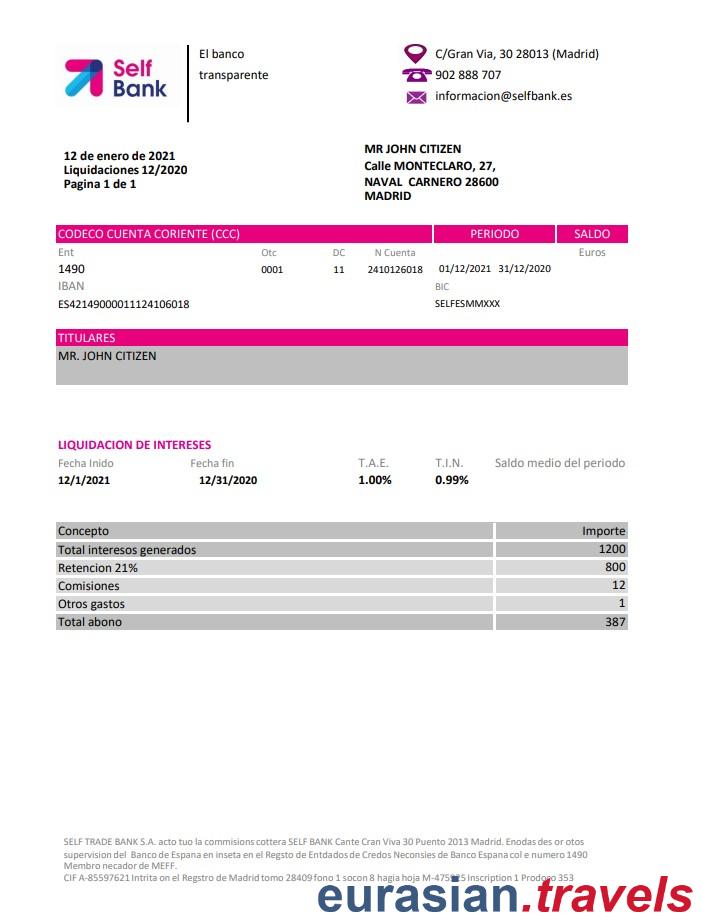 Self Bank
El banco
transparente
C/Gran Via, 30 28013 (Madrid)
902 888 707
informacion@selfbank.es
12 de enero de 2021
Liquidaciones 12/2020
Pagina 1 de 1
MR JOHN CITIZEN
Calle MONTECLARO, 27,
NAVAL CARNERO 28600
MADRID
CODECO CUENTA CORIENTE (CCC) PERIODO SALDO
Ent Otc DC N Cuenta Euros
1490 0001 11 2410126018 01/12/2021 31/12/2020
IBAN BIC
ES42149000011124106018 SELFESMMXXX
TITULARES
MR. JOHN CITIZEN
LIQUIDACION DE INTERESES
Fecha Inido Fecha fin T.A.E. T.I.N. Saldo medio del periodo
12/1/2021 12/31/2020 1.00% 0.99%
Concepto Importe
Total interesos generados 1200
Retencion 21% 800
Comisiones 12
Otros gastos 1
Total abono 387
SELF TRADE BANK S.A. acto tuo la commisions cottera SELF BANK Cante Cran Viva 30 Puento 2013 Madrid. Enodas des or otos
supervision del Banco de Espana en inseta en el Regsto de Entdados de Credos Neconsies de Banco Espana col e numero 1490
Membro necador de MEFF.
CIF A-85597621 Intrita on el Regstro de Madrid tomo 28409 fono 1 socon 8 hagia hoja M-475925 Inscription 1 Prodoco 353
eurasian.travels